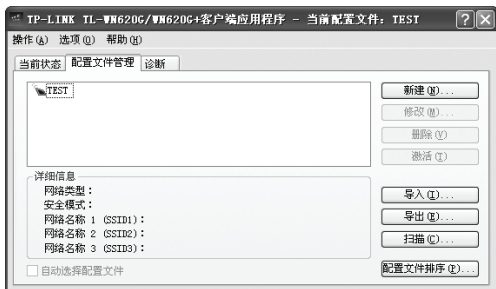 TP-LINK TL-WN620G/WN620G+客户端应用程序 - 当前配置文件: TEST
操作(A) 选项(O) 帮助(H)
当前状态 配置文件管理 诊断
TEST
新建(N)...
修改(M)...
删除(V)
激活(T)
详细信息
网络类型:
安全模式:
网络名称 1 (SSID1):
网络名称 2 (SSID2):
网络名称 3 (SSID3):
导入(I)...
导出(E)...
扫描(C)...
自动选择配置文件
配置文件排序(P)...